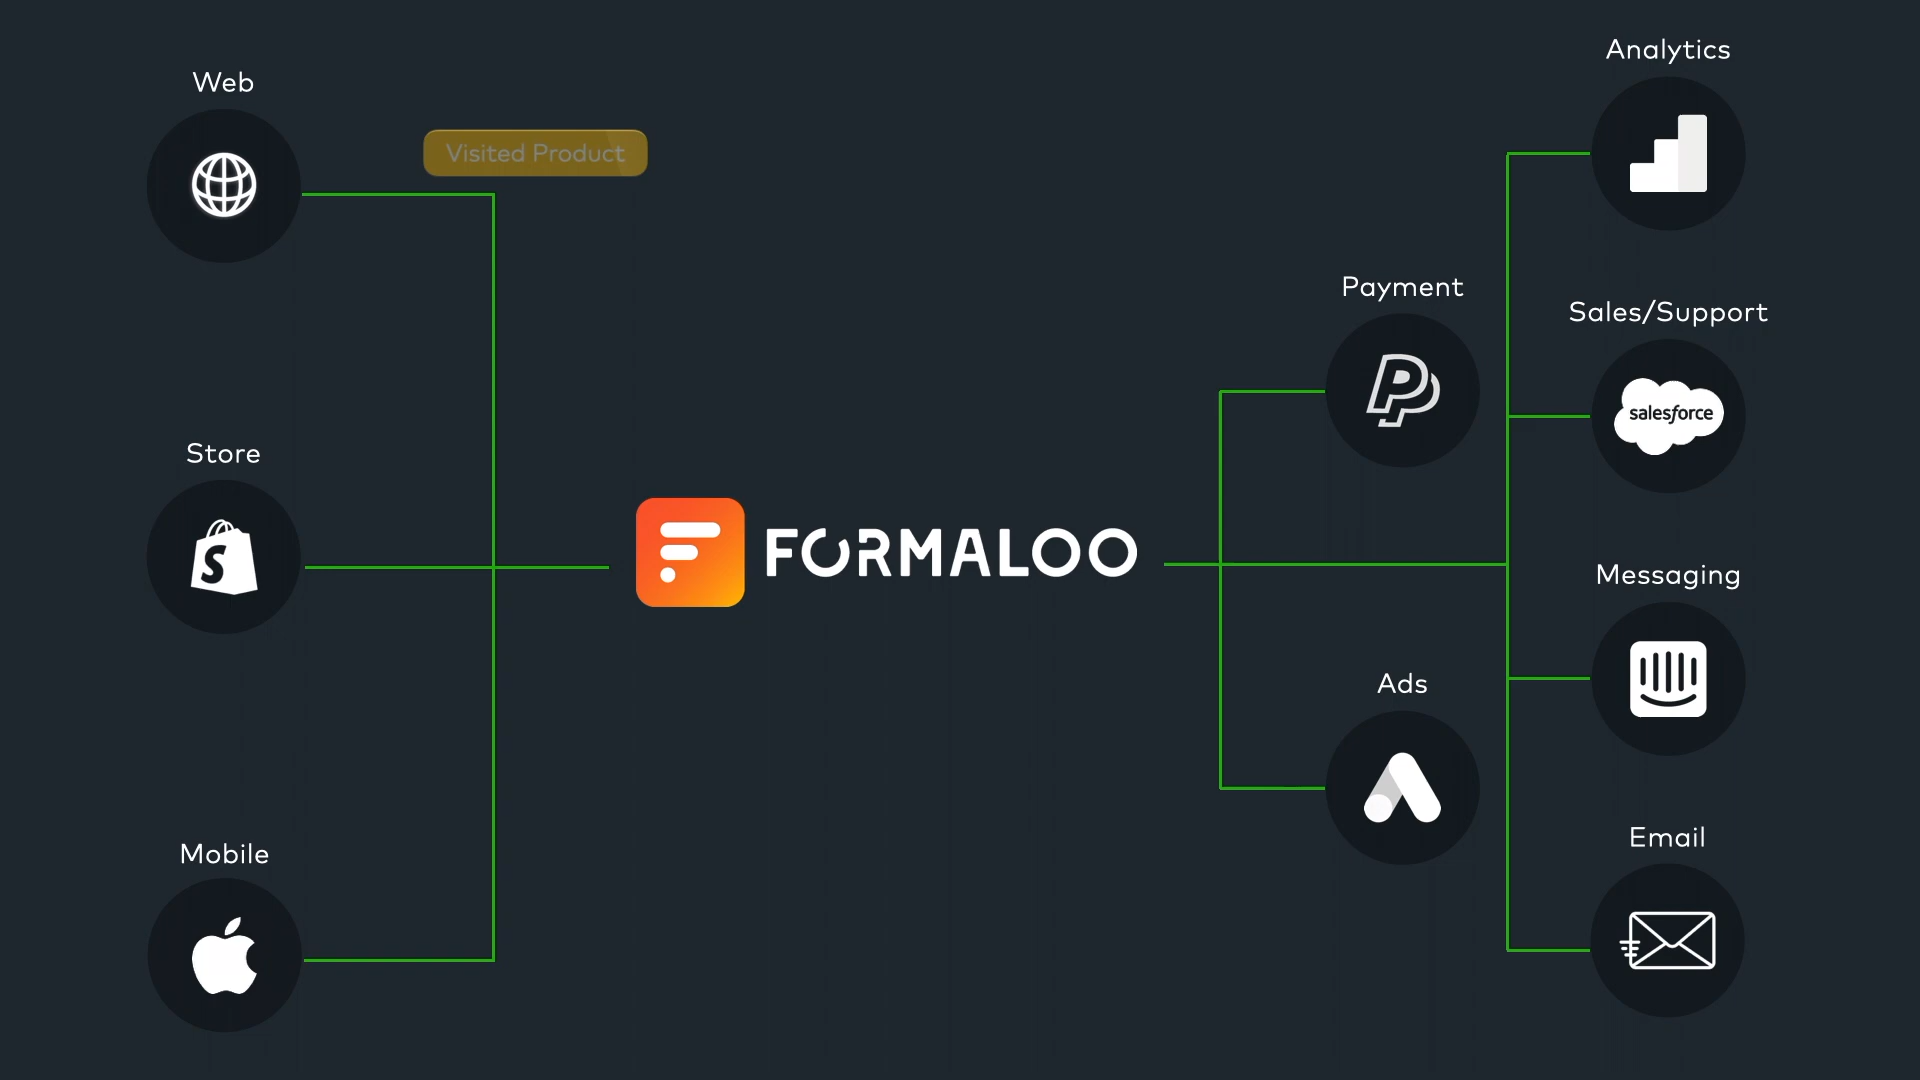 Web
Visited Product
Store
Mobile
FORMALOO
Payment
Ads
Analytics
Sales/Support
salesforce
Messaging
Email